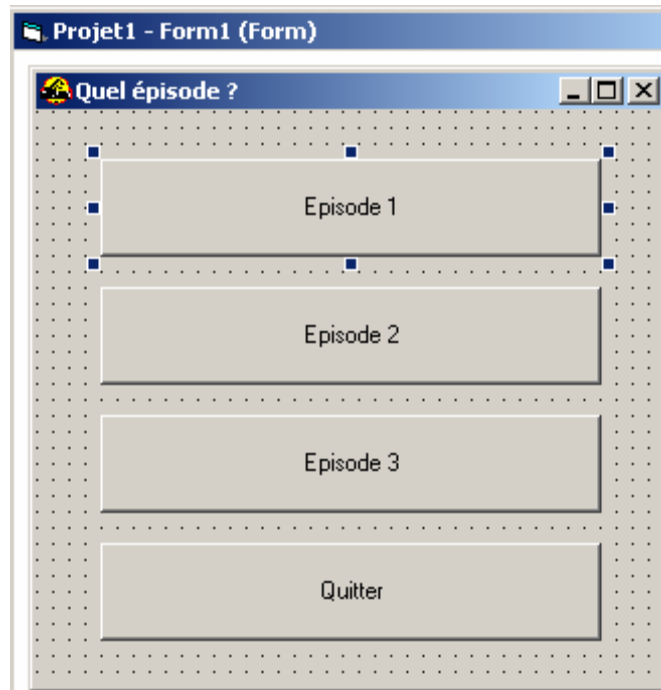 Projet1 - Form1 (Form)
Quel épisode ?
Episode 1
Episode 2
Episode 3
Quitter